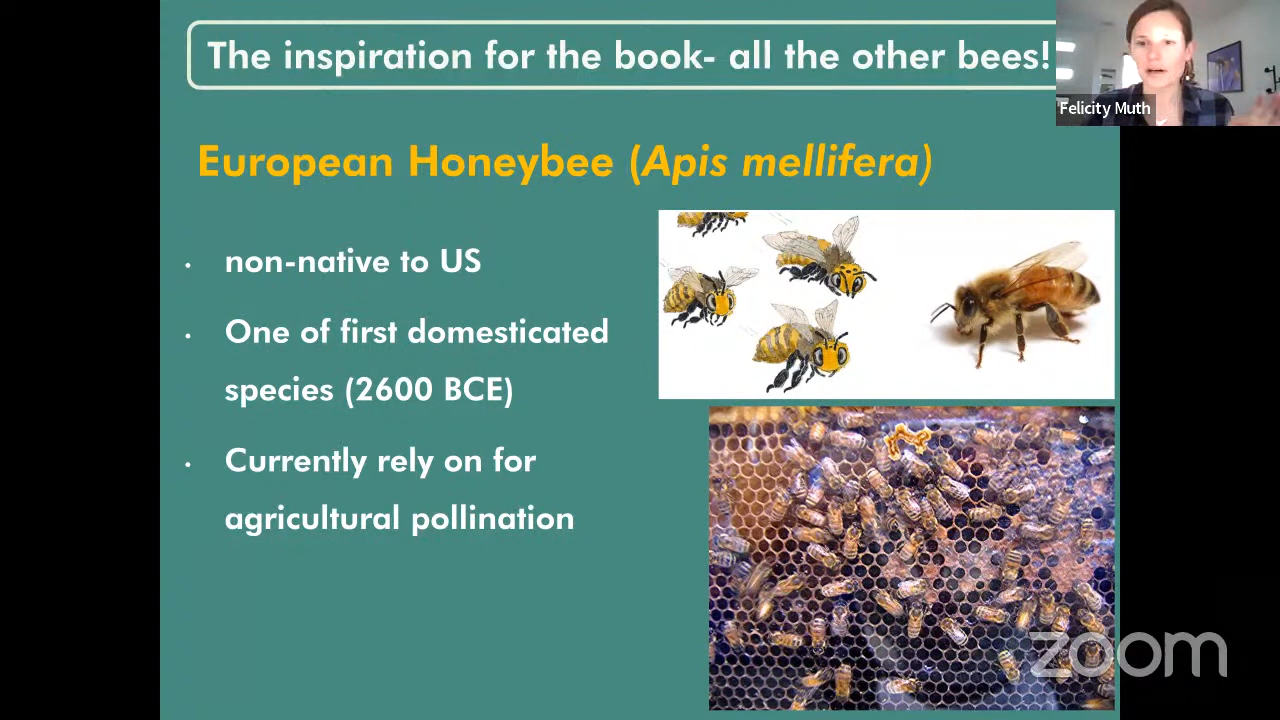 The inspiration for the book- all the other bees!
Felicity Muth
European Honeybee (Apis mellifera)
• non-native to US
• One of first domesticated
species (2600 BCE)
• Currently rely on for
agricultural pollination
zoom